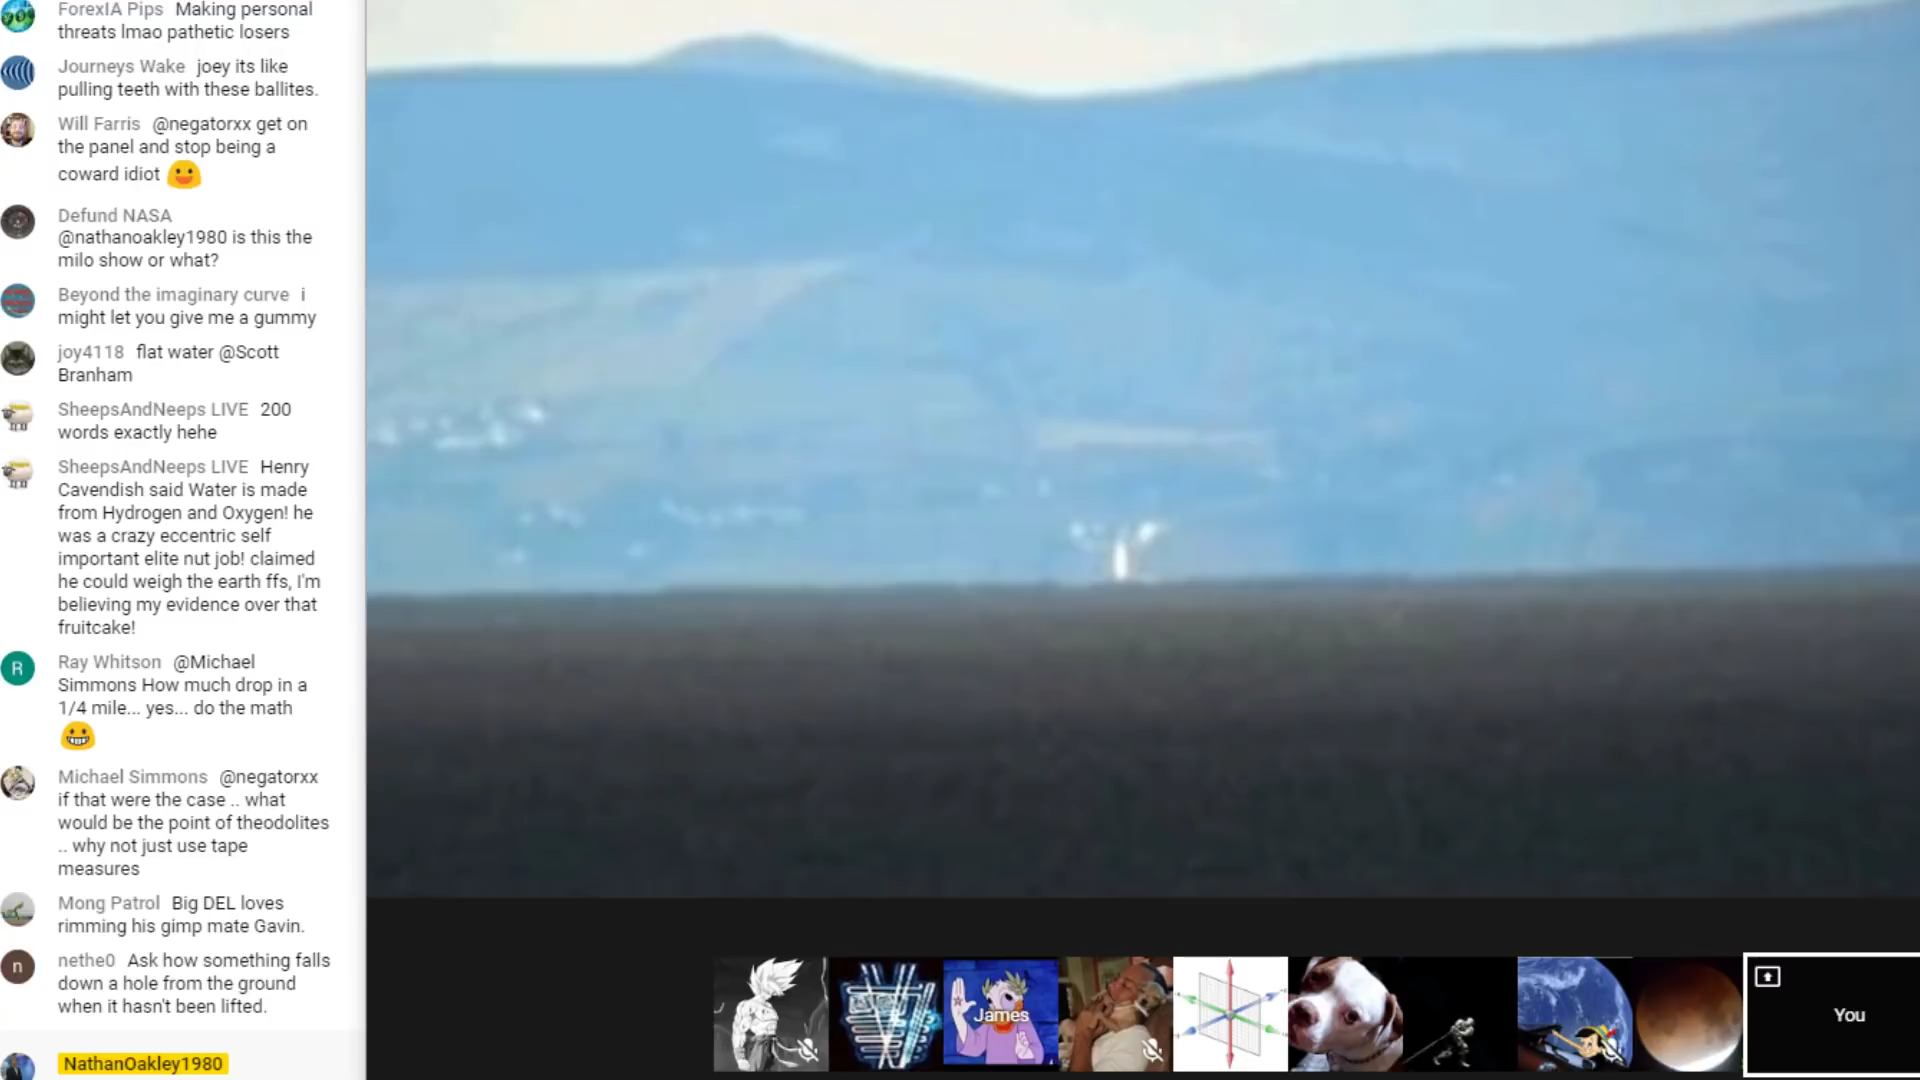 ForexIA Pips Making personal
threats lmao pathetic losers
Journeys Wake joey its like
pulling teeth with these ballites.
Will Farris @negatorxx get on
the panel and stop being a
coward idiot
Defund NASA
@nathanoakley1980 is this the
milo show or what?
Beyond the imaginary curve i
might let you give me a gummy
joy4118 flat water @Scott
Branham
SheepsAndNeeps LIVE 200
words exactly hehe
SheepsAndNeeps LIVE Henry
Cavendish said Water is made
from Hydrogen and Oxygen! he
was a crazy eccentric self
important elite nut job! claimed
he could weigh the earth ffs, I'm
believing my evidence over that
fruitcake!
R
Ray Whitson @Michael
Simmons How much drop in a
1/4 mile... yes... do the math
Michael Simmons @negatorxx
if that were the case .. what
would be the point of theodolites
.. why not just use tape
measures
Mong Patrol Big DEL loves
rimming his gimp mate Gavin.
n
nethe0 Ask how something falls
down a hole from the ground
when it hasn't been lifted.
NathanOakley1980
James
You